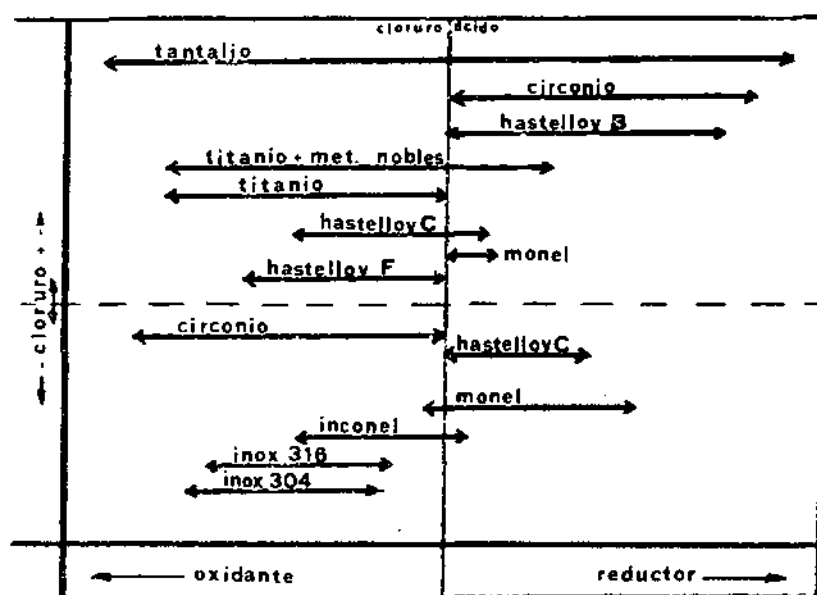 cloruro ácido
tantalio
circonio
hastelloy B
titanio + met. nobles
titanio
hastelloy C
monel
hastelloy F
- cloruro + -
circonio
hastelloy C
monel
inconel
inox 316
inox 304
oxidante
reductor